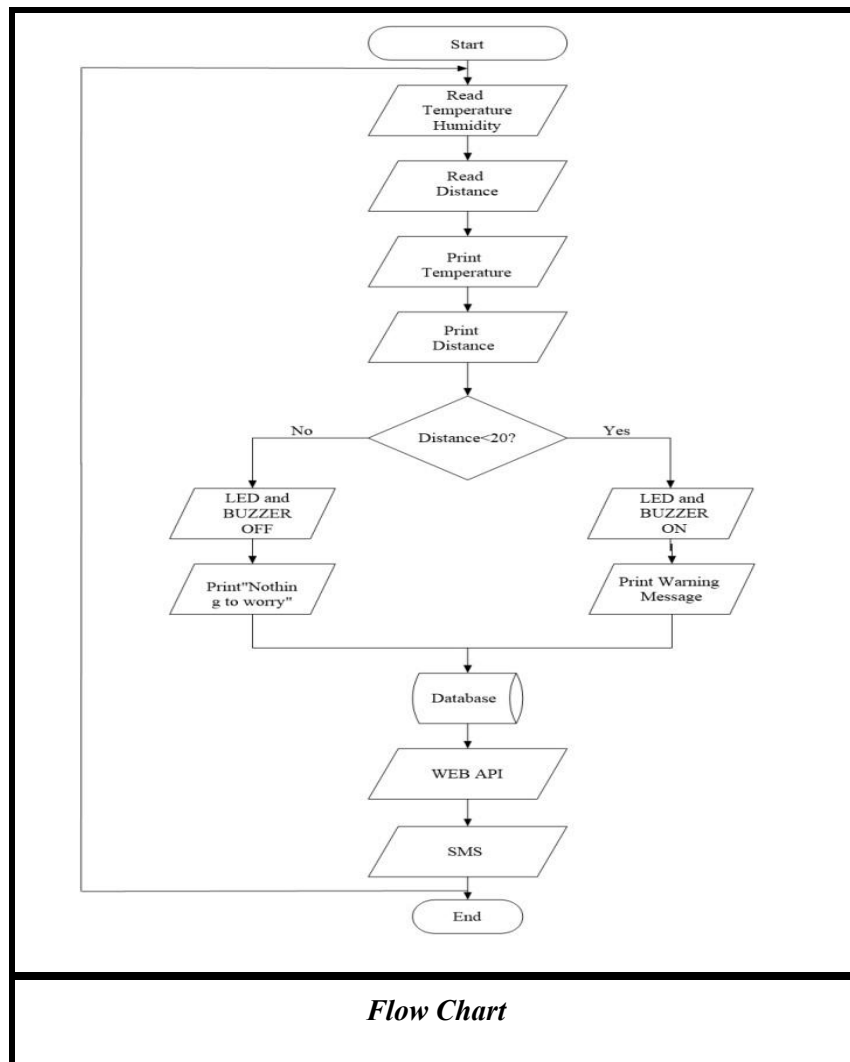 Start
Read
Temperature
Humidity
Read
Distance
Print
Temperature
Print
Distance
Distance<20?
No
Yes
LED and
BUZZER
OFF
LED and
BUZZER
ON
Print"Nothin
g to worry"
Print Warning
Message
Database
WEB API
SMS
End
Flow Chart